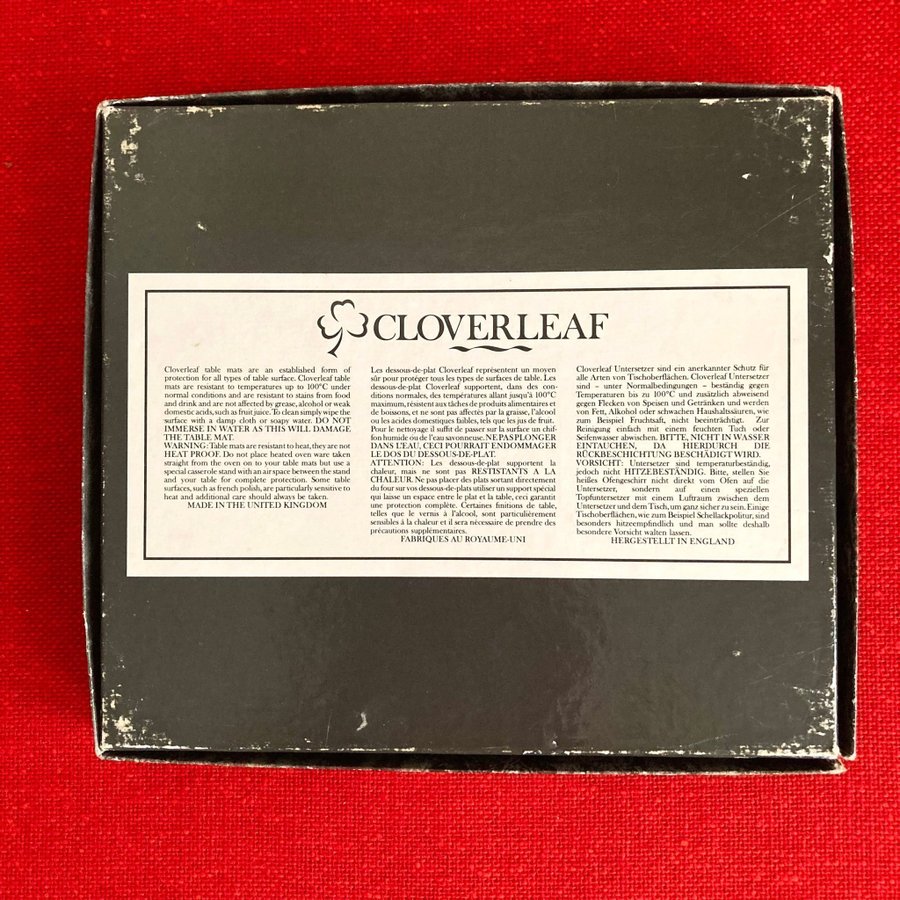 CLOVERLEAF
Cloverleaf table mats are an established form of
protection for all types of table surface. Cloverleaf table
mats are resistant to temperatures up to 100°C under
normal conditions and are resistant to stains from food
and drink and are not affected by grease, alcohol or weak
domestic acids, such as fruit juice. To clean simply wipe the
surface with a damp cloth or soapy water. DO NOT
IMMERSE IN WATER AS THIS WILL DAMAGE
THE TABLE MAT.
WARNING: Table mats are resistant to heat, they are not
HEAT PROOF. Do not place heated oven ware taken
straight from the oven on to your table mats but use a
special casserole stand with an air space between the stand
and your table for complete protection. Some table
surfaces, such as french polish, are particularly sensitive to
heat and additional care should always be taken.
MADE IN THE UNITED KINGDOM
Les dessous-de-plat Cloverleaf représentent un moyen
sûr pour protéger tous les types de surfaces de table. Les
dessous-de-plat Cloverleaf supportent, dans des con-
ditions normales, des températures allant jusqu'à 100°C
maximum, résistent aux tâches de produits alimentaires et
de boissons, et ne sont pas affectés par la graisse, l'alcool
ou les acides domestiques faibles, tels que les jus de fruit.
Pour le nettoyage il suffit de passer sur la surface un chif-
fon humide ou de l'eau savonneuse. NE PAS PLONGER
DANS L'EAU, CECI POURRAIT ENDOMMAGER
LE DOS DU DESSOUS-DE-PLAT.
ATTENTION: Les dessous-de-plat supportent la
chaleur, mais ne sont pas RESTISTANTS A LA
CHALEUR. Ne pas placer des plats sortant directement
du four sur vos dessous-de-plats utiliser un support spécial
qui laisse un espace entre le plat et la table, ceci garantit
une protection complète. Certaines finitions de table,
telles que le vernis à l'alcool, sont particulièrement
sensibles à la chaleur et il sera nécessaire de prendre des
précautions supplémentaires.
FABRIQUES AU ROYAUME-UNI
Cloverleaf Untersetzer sind ein anerkannter Schutz für
alle Arten von Tischoberflächen. Cloverleaf Untersetzer
sind – unter Normalbedingungen – beständig gegen
Temperaturen bis zu 100°C und zusätzlich abweisend
gegen Flecken von Speisen und Getränken und werden
von Fett, Alkohol oder schwachen Haushaltssäuren, wie
zum Beispiel Fruchtsaft, nicht beeinträchtigt. Zur
Reinigung einfach mit einem feuchten Tuch oder
Seifenwasser abwischen. BITTE, NICHT IN WASSER
EINTAUCHEN, DA HIERDURCH DIE
RÜCKBESCHICHTUNG BESCHÄDIGT WIRD.
VORSICHT: Untersetzer sind temperaturbeständig,
jedoch nicht HITZEBESTÄNDIG. Bitte, stellen Sie
heißes Ofengeschirr nicht direkt vom Ofen auf die
Untersetzer, sondern auf einen speziellen
Topfuntersetzer mit einem Luftraum zwischen dem
Untersetzer und dem Tisch, um ganz sicher zu sein. Einige
Tischoberflächen, wie zum Beispiel Schellackpolitur, sind
besonders hitzeempfindlich und man sollte deshalb
besondere Vorsicht walten lassen.
HERGESTELLT IN ENGLAND